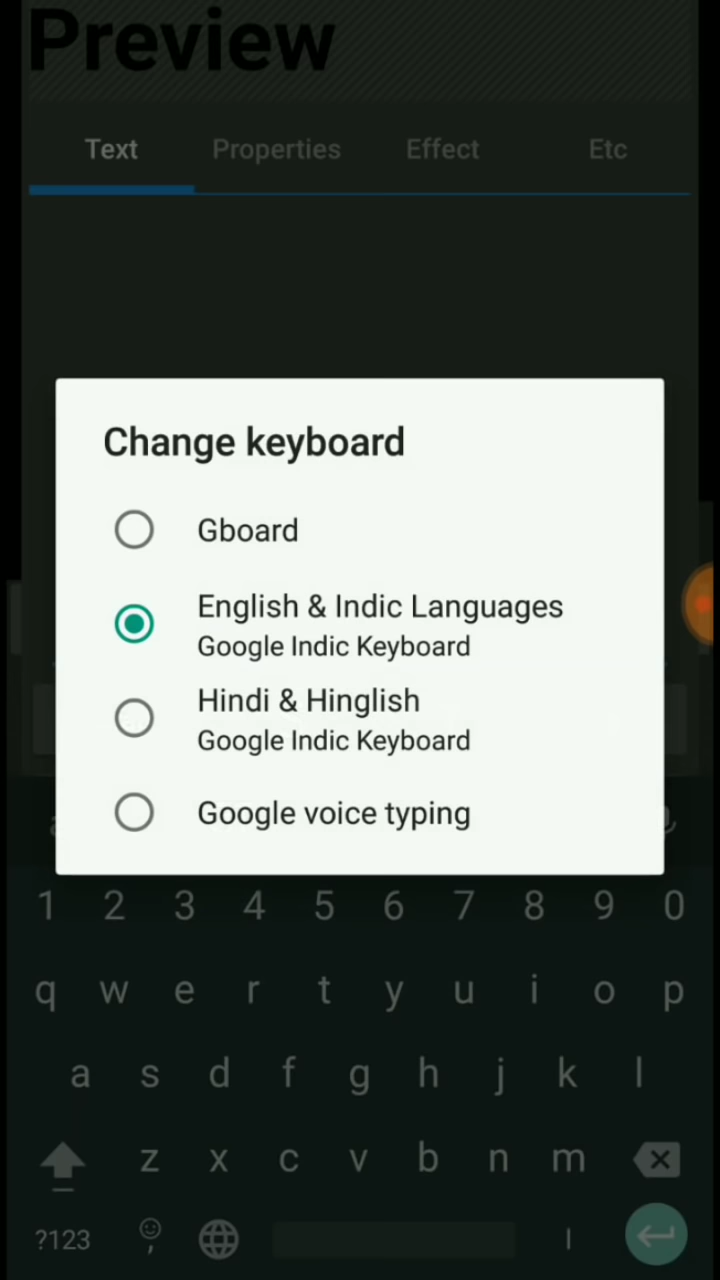 Preview
Text Properties Effect Etc
Change keyboard
Gboard
English & Indic Languages
Google Indic Keyboard
Hindi & Hinglish
Google Indic Keyboard
Google voice typing
1 2 3 4 5 6 7 8 9 0
q w e r t y u i o p
a s d f g h j k l
z x c v b n m
?123 , |